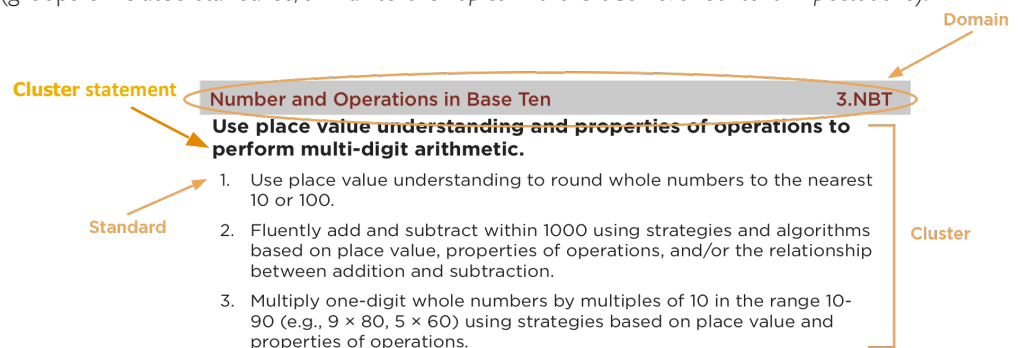 Domain
Cluster statement
Number and Operations in Base Ten 3.NBT
Use place value understanding and properties of operations to
perform multi-digit arithmetic.
1. Use place value understanding to round whole numbers to the nearest
10 or 100.
Standard
2. Fluently add and subtract within 1000 using strategies and algorithms
based on place value, properties of operations, and/or the relationship
between addition and subtraction.
Cluster
3. Multiply one-digit whole numbers by multiples of 10 in the range 10-
90 (e.g., 9 × 80, 5 × 60) using strategies based on place value and
properties of operations.